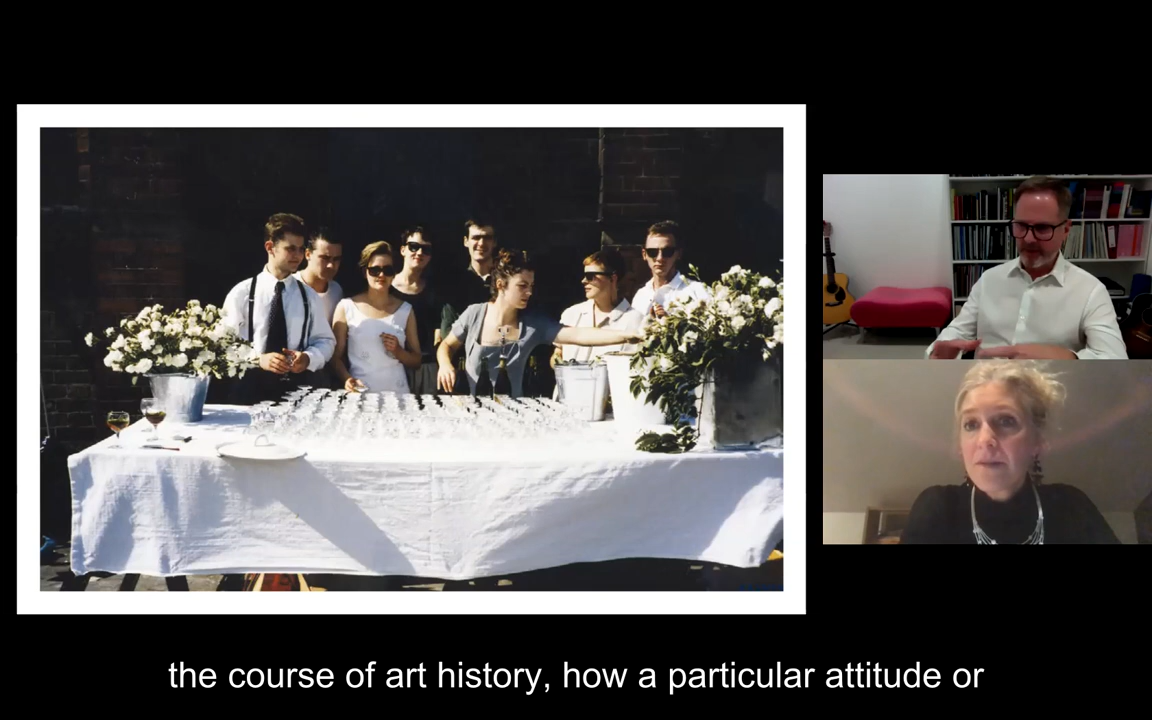 the course of art history, how a particular attitude or